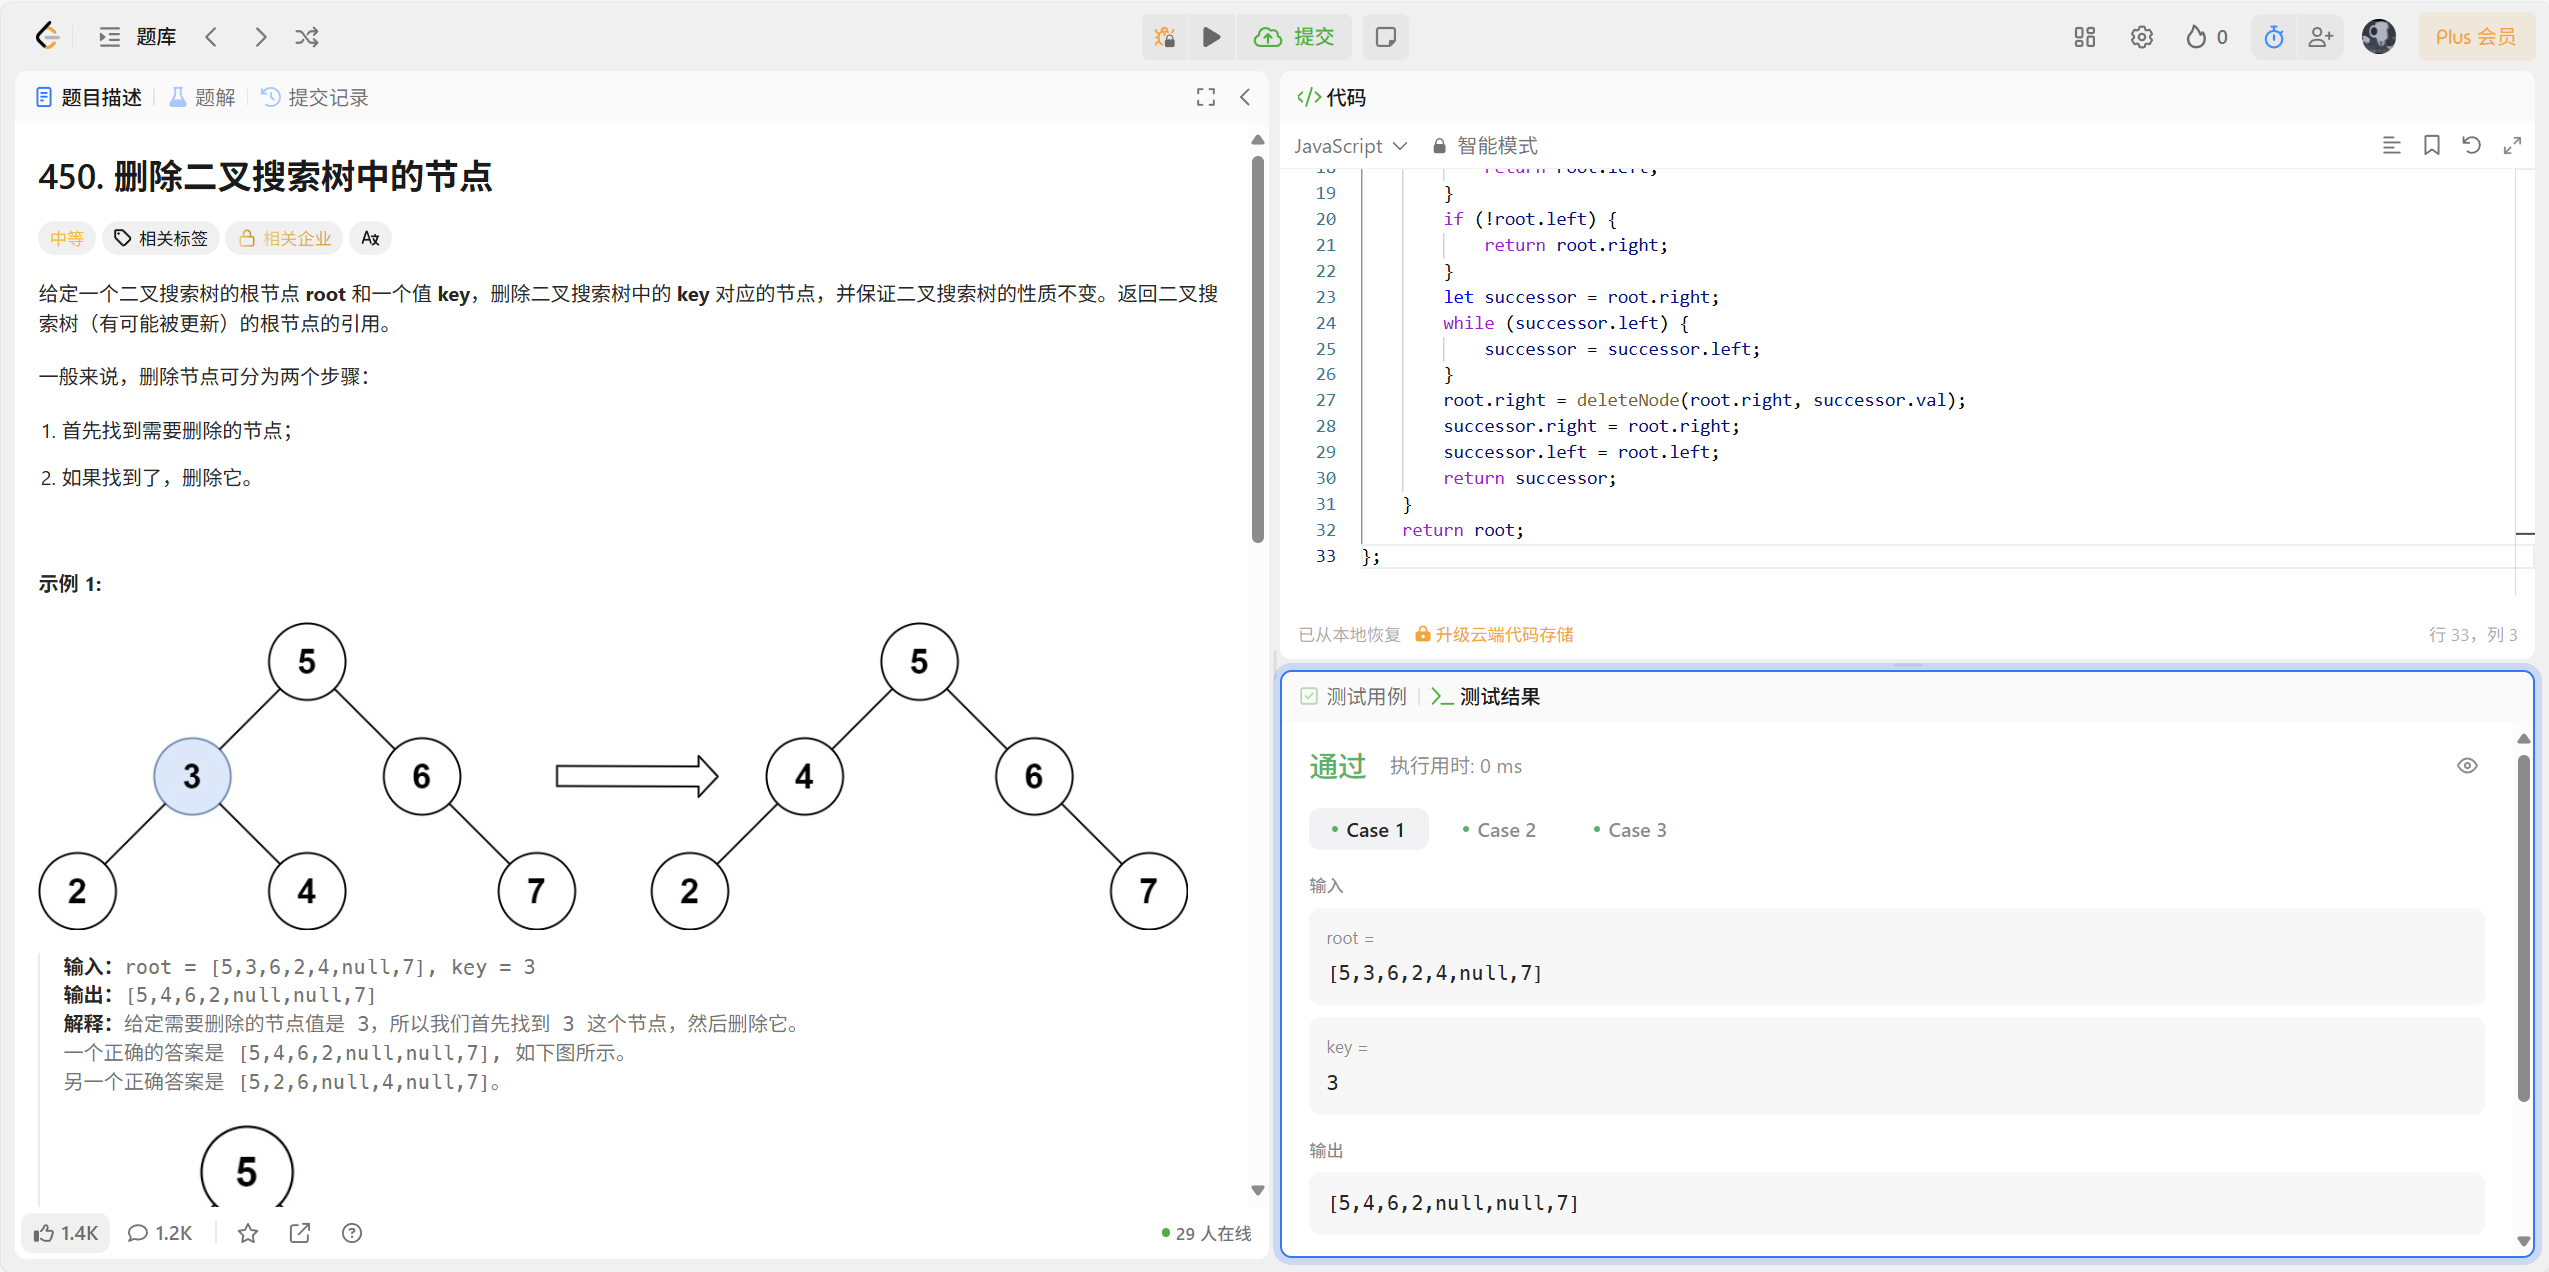 题库
提交
0
Plus 会员
题目描述
题解
提交记录
450. 删除二叉搜索树中的节点
中等
相关标签
相关企业
给定一个二叉搜索树的根节点 root 和一个值 key，删除二叉搜索树中的 key 对应的节点，并保证二叉搜索树的性质不变。返回二叉搜
索树（有可能被更新）的根节点的引用。
一般来说，删除节点可分为两个步骤：
1. 首先找到需要删除的节点；
2. 如果找到了，删除它。
示例 1:
5
3
6
2
4
7
5
4
6
2
7
输入：root = [5,3,6,2,4,null,7], key = 3
输出：[5,4,6,2,null,null,7]
解释：给定需要删除的节点值是 3，所以我们首先找到 3 这个节点，然后删除它。
一个正确的答案是 [5,4,6,2,null,null,7], 如下图所示。
另一个正确答案是 [5,2,6,null,4,null,7]。
5
1.4K
1.2K
29 人在线
代码
JavaScript
智能模式
18 return root.left;
19 }
20 if (!root.left) {
21 return root.right;
22 }
23 let successor = root.right;
24 while (successor.left) {
25 successor = successor.left;
26 }
27 root.right = deleteNode(root.right, successor.val);
28 successor.right = root.right;
29 successor.left = root.left;
30 return successor;
31 }
32 return root;
33 };
已从本地恢复
升级云端代码存储
行 33，列 3
测试用例
测试结果
通过
执行用时: 0 ms
Case 1
Case 2
Case 3
输入
root =
[5,3,6,2,4,null,7]
key =
3
输出
[5,4,6,2,null,null,7]